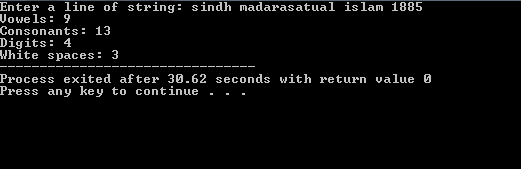 Enter a line of string: sindh madarasatual islam 1885
Vowels: 9
Consonants: 13
Digits: 4
White spaces: 3
--------------------------------
Process exited after 30.62 seconds with return value 0
Press any key to continue . . .